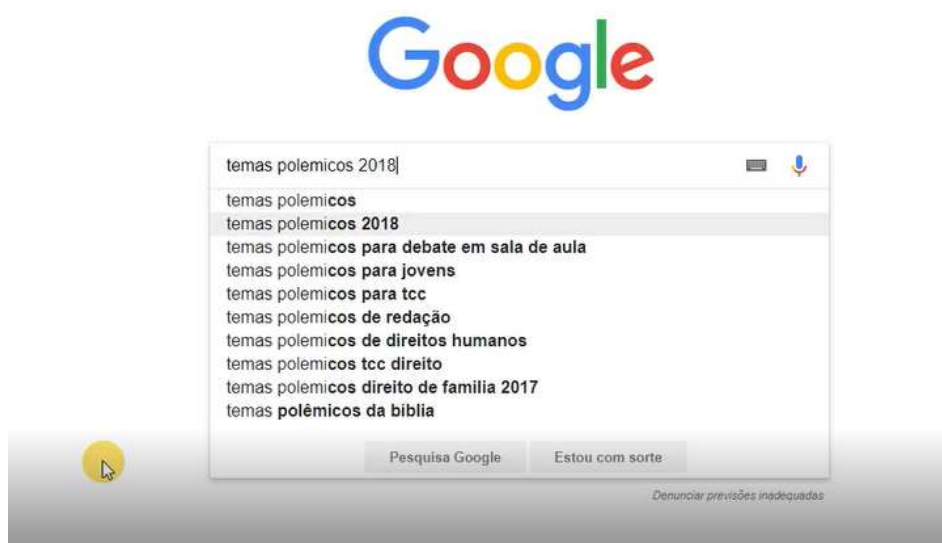 Google
temas polemicos 2018
temas polemicos
temas polemicos 2018
temas polemicos para debate em sala de aula
temas polemicos para jovens
temas polemicos para tcc
temas polemicos de redação
temas polemicos de direitos humanos
temas polemicos tcc direito
temas polemicos direito de familia 2017
temas polêmicos da bíblia
Pesquisa Google Estou com sorte
Denunciar previsões inadequadas